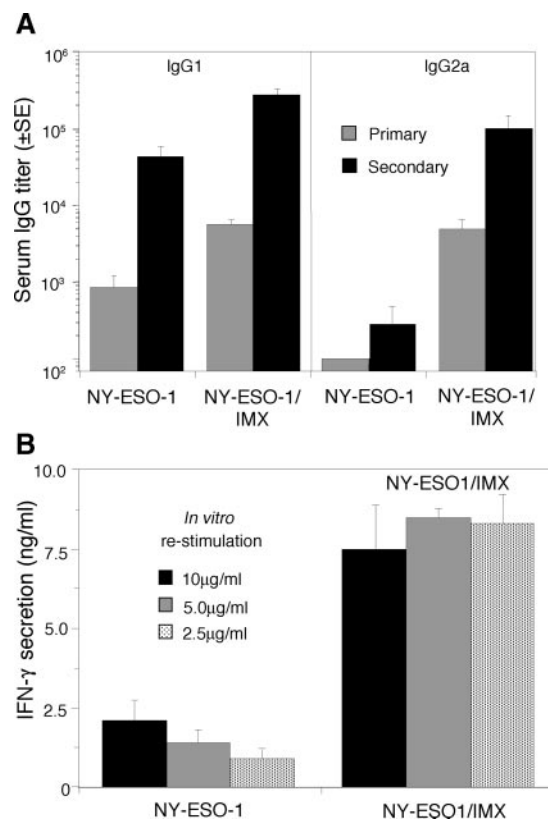 A
Serum IgG titer (±SE)
10⁶
10⁵
10⁴
10³
10²
IgG1
IgG2a
Primary
Secondary
NY-ESO-1
NY-ESO-1/
IMX
NY-ESO-1
NY-ESO-1/
IMX
B
IFN-γ secretion (ng/ml)
10.0
7.5
5.0
2.5
0
NY-ESO1/IMX
In vitro
re-stimulation
10µg/ml
5.0µg/ml
2.5µg/ml
NY-ESO-1
NY-ESO1/IMX